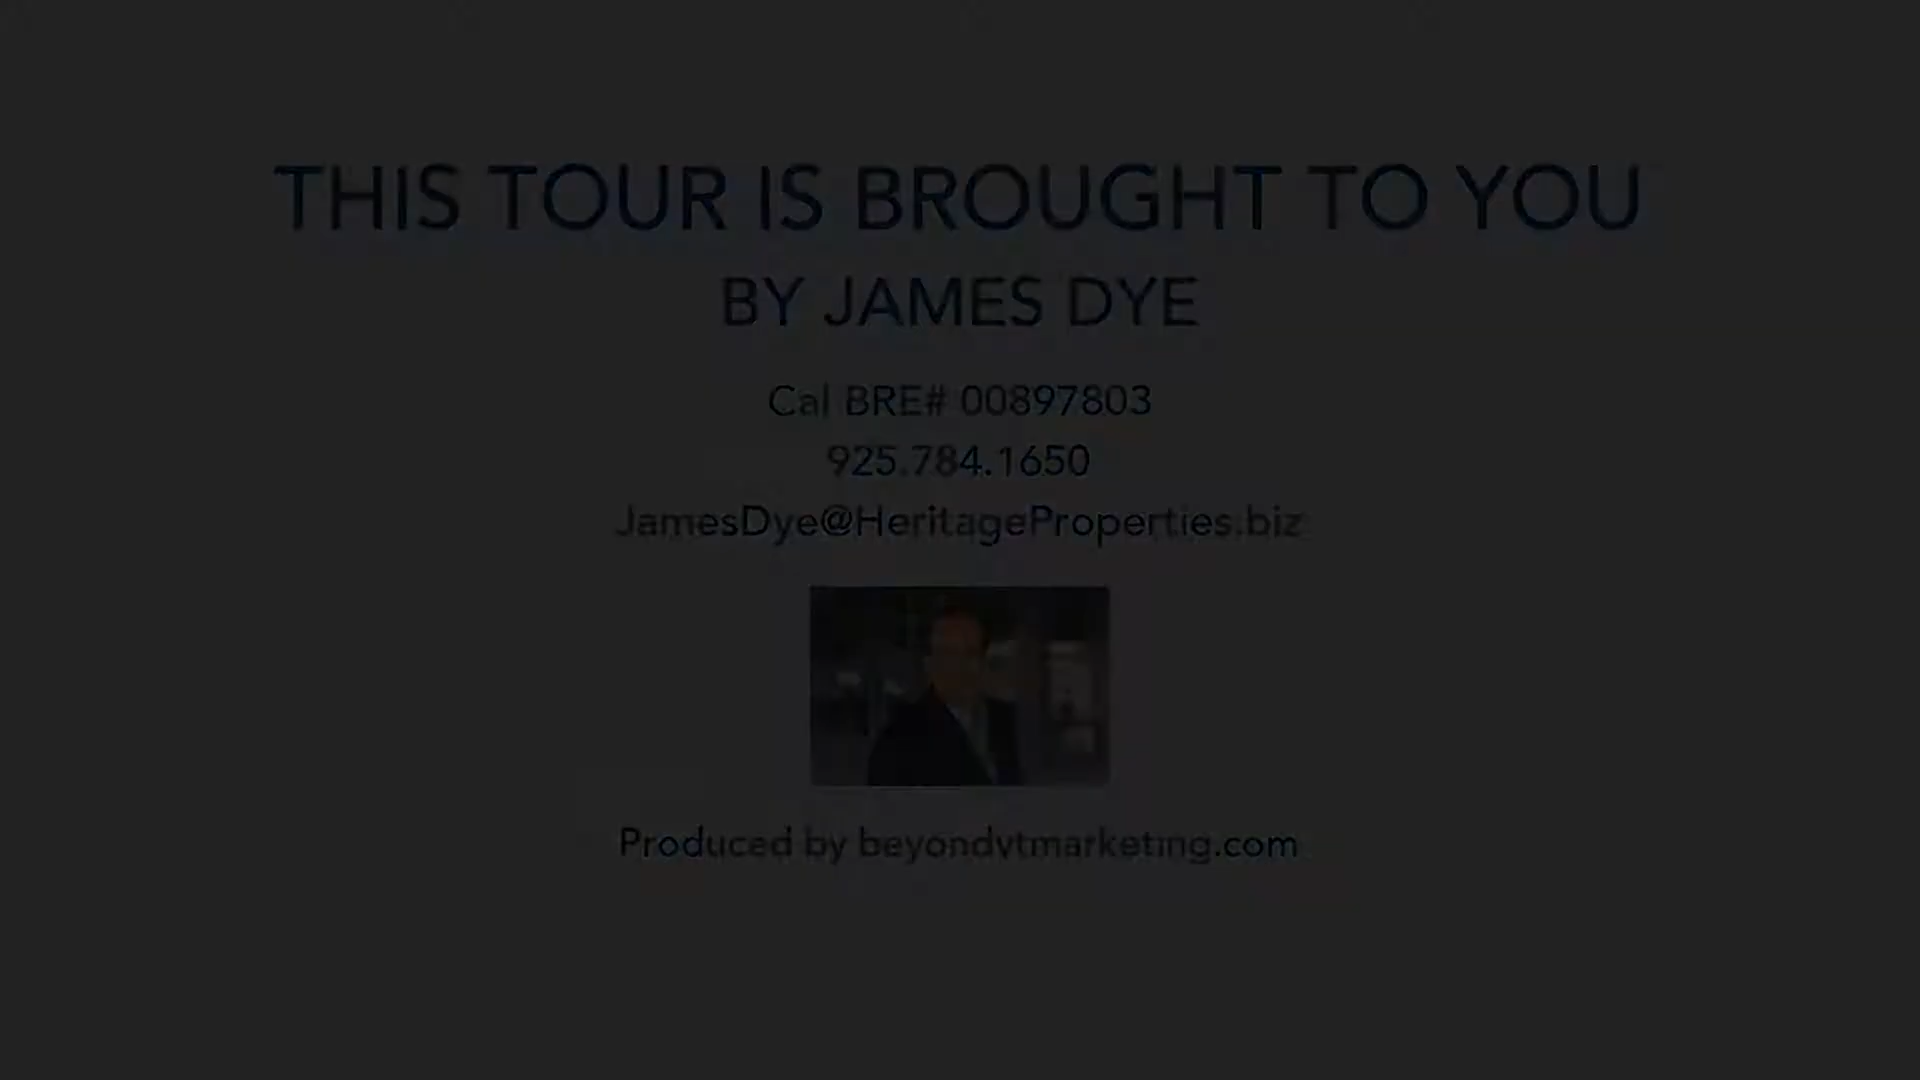 THIS TOUR IS BROUGHT TO YOU
BY JAMES DYE
Cal BRE# 00897803
925.784.1650
JamesDye@HeritageProperties.biz
Produced by beyondvtmarketing.com